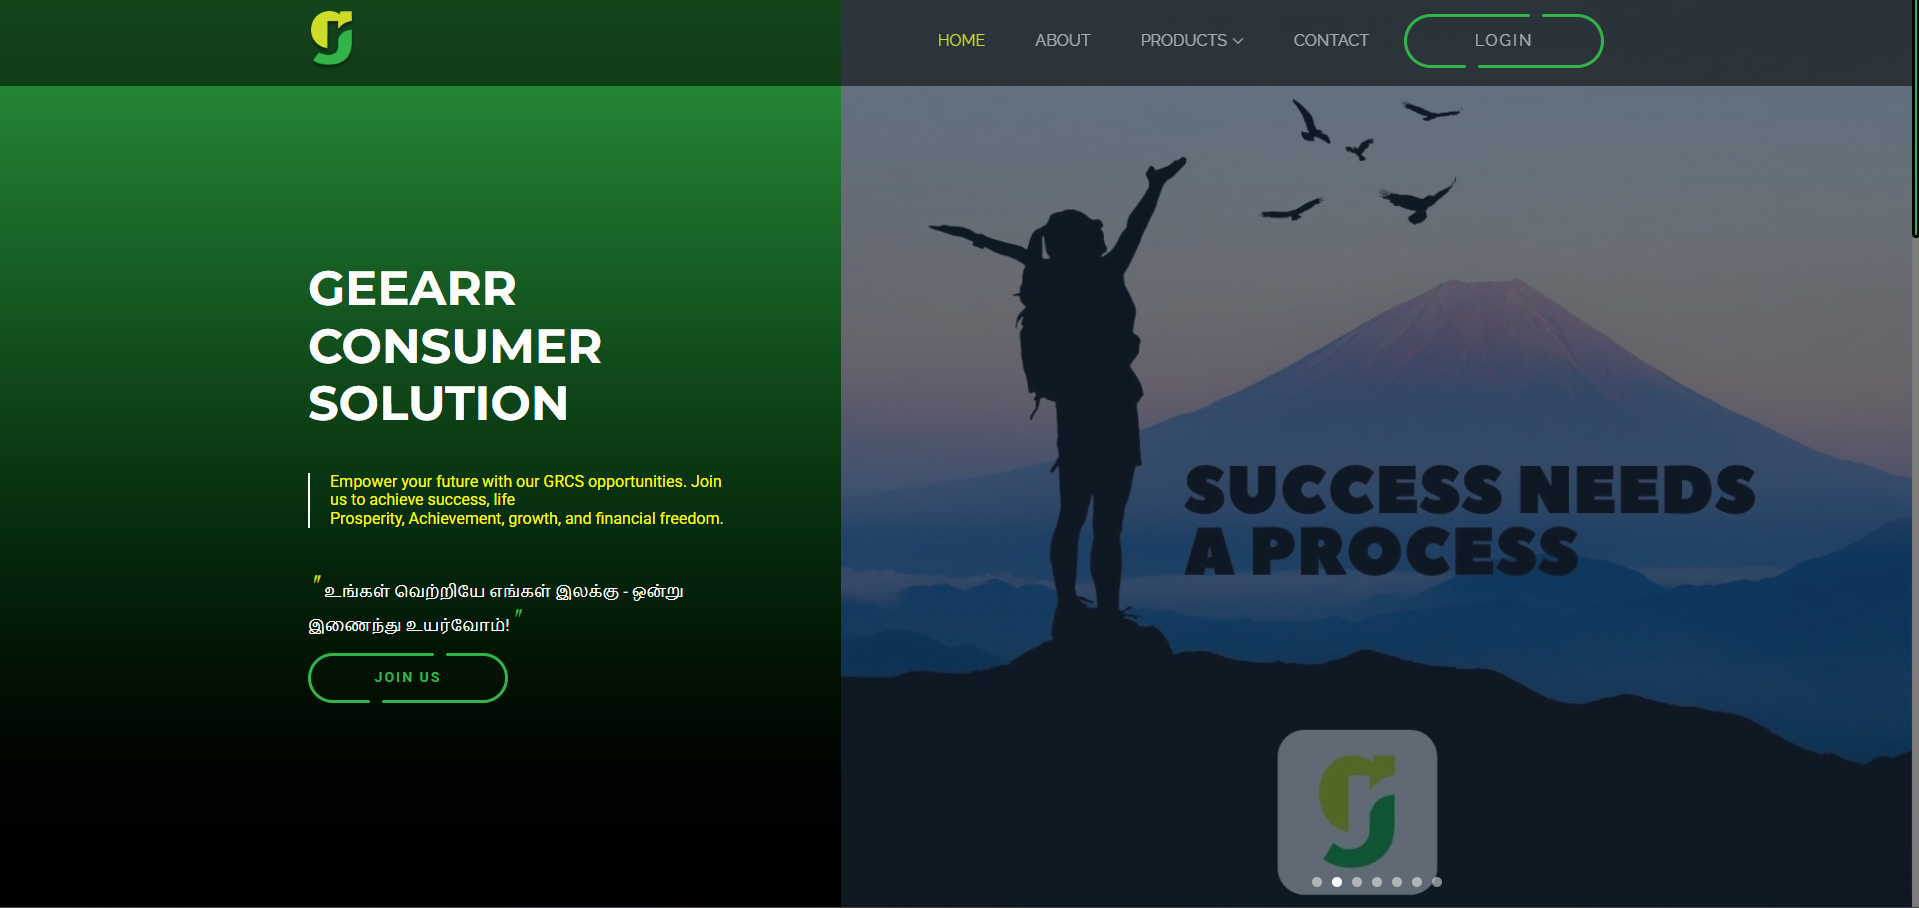 HOME
ABOUT
PRODUCTS
CONTACT
LOGIN
GEEARR
CONSUMER
SOLUTION
Empower your future with our GRCS opportunities. Join
us to achieve success, life
Prosperity, Achievement, growth, and financial freedom.
" உங்கள் வெற்றியே எங்கள் இலக்கு - ஒன்று
இணைந்து உயர்வோம்! "
JOIN US
SUCCESS NEEDS
A PROCESS
gr